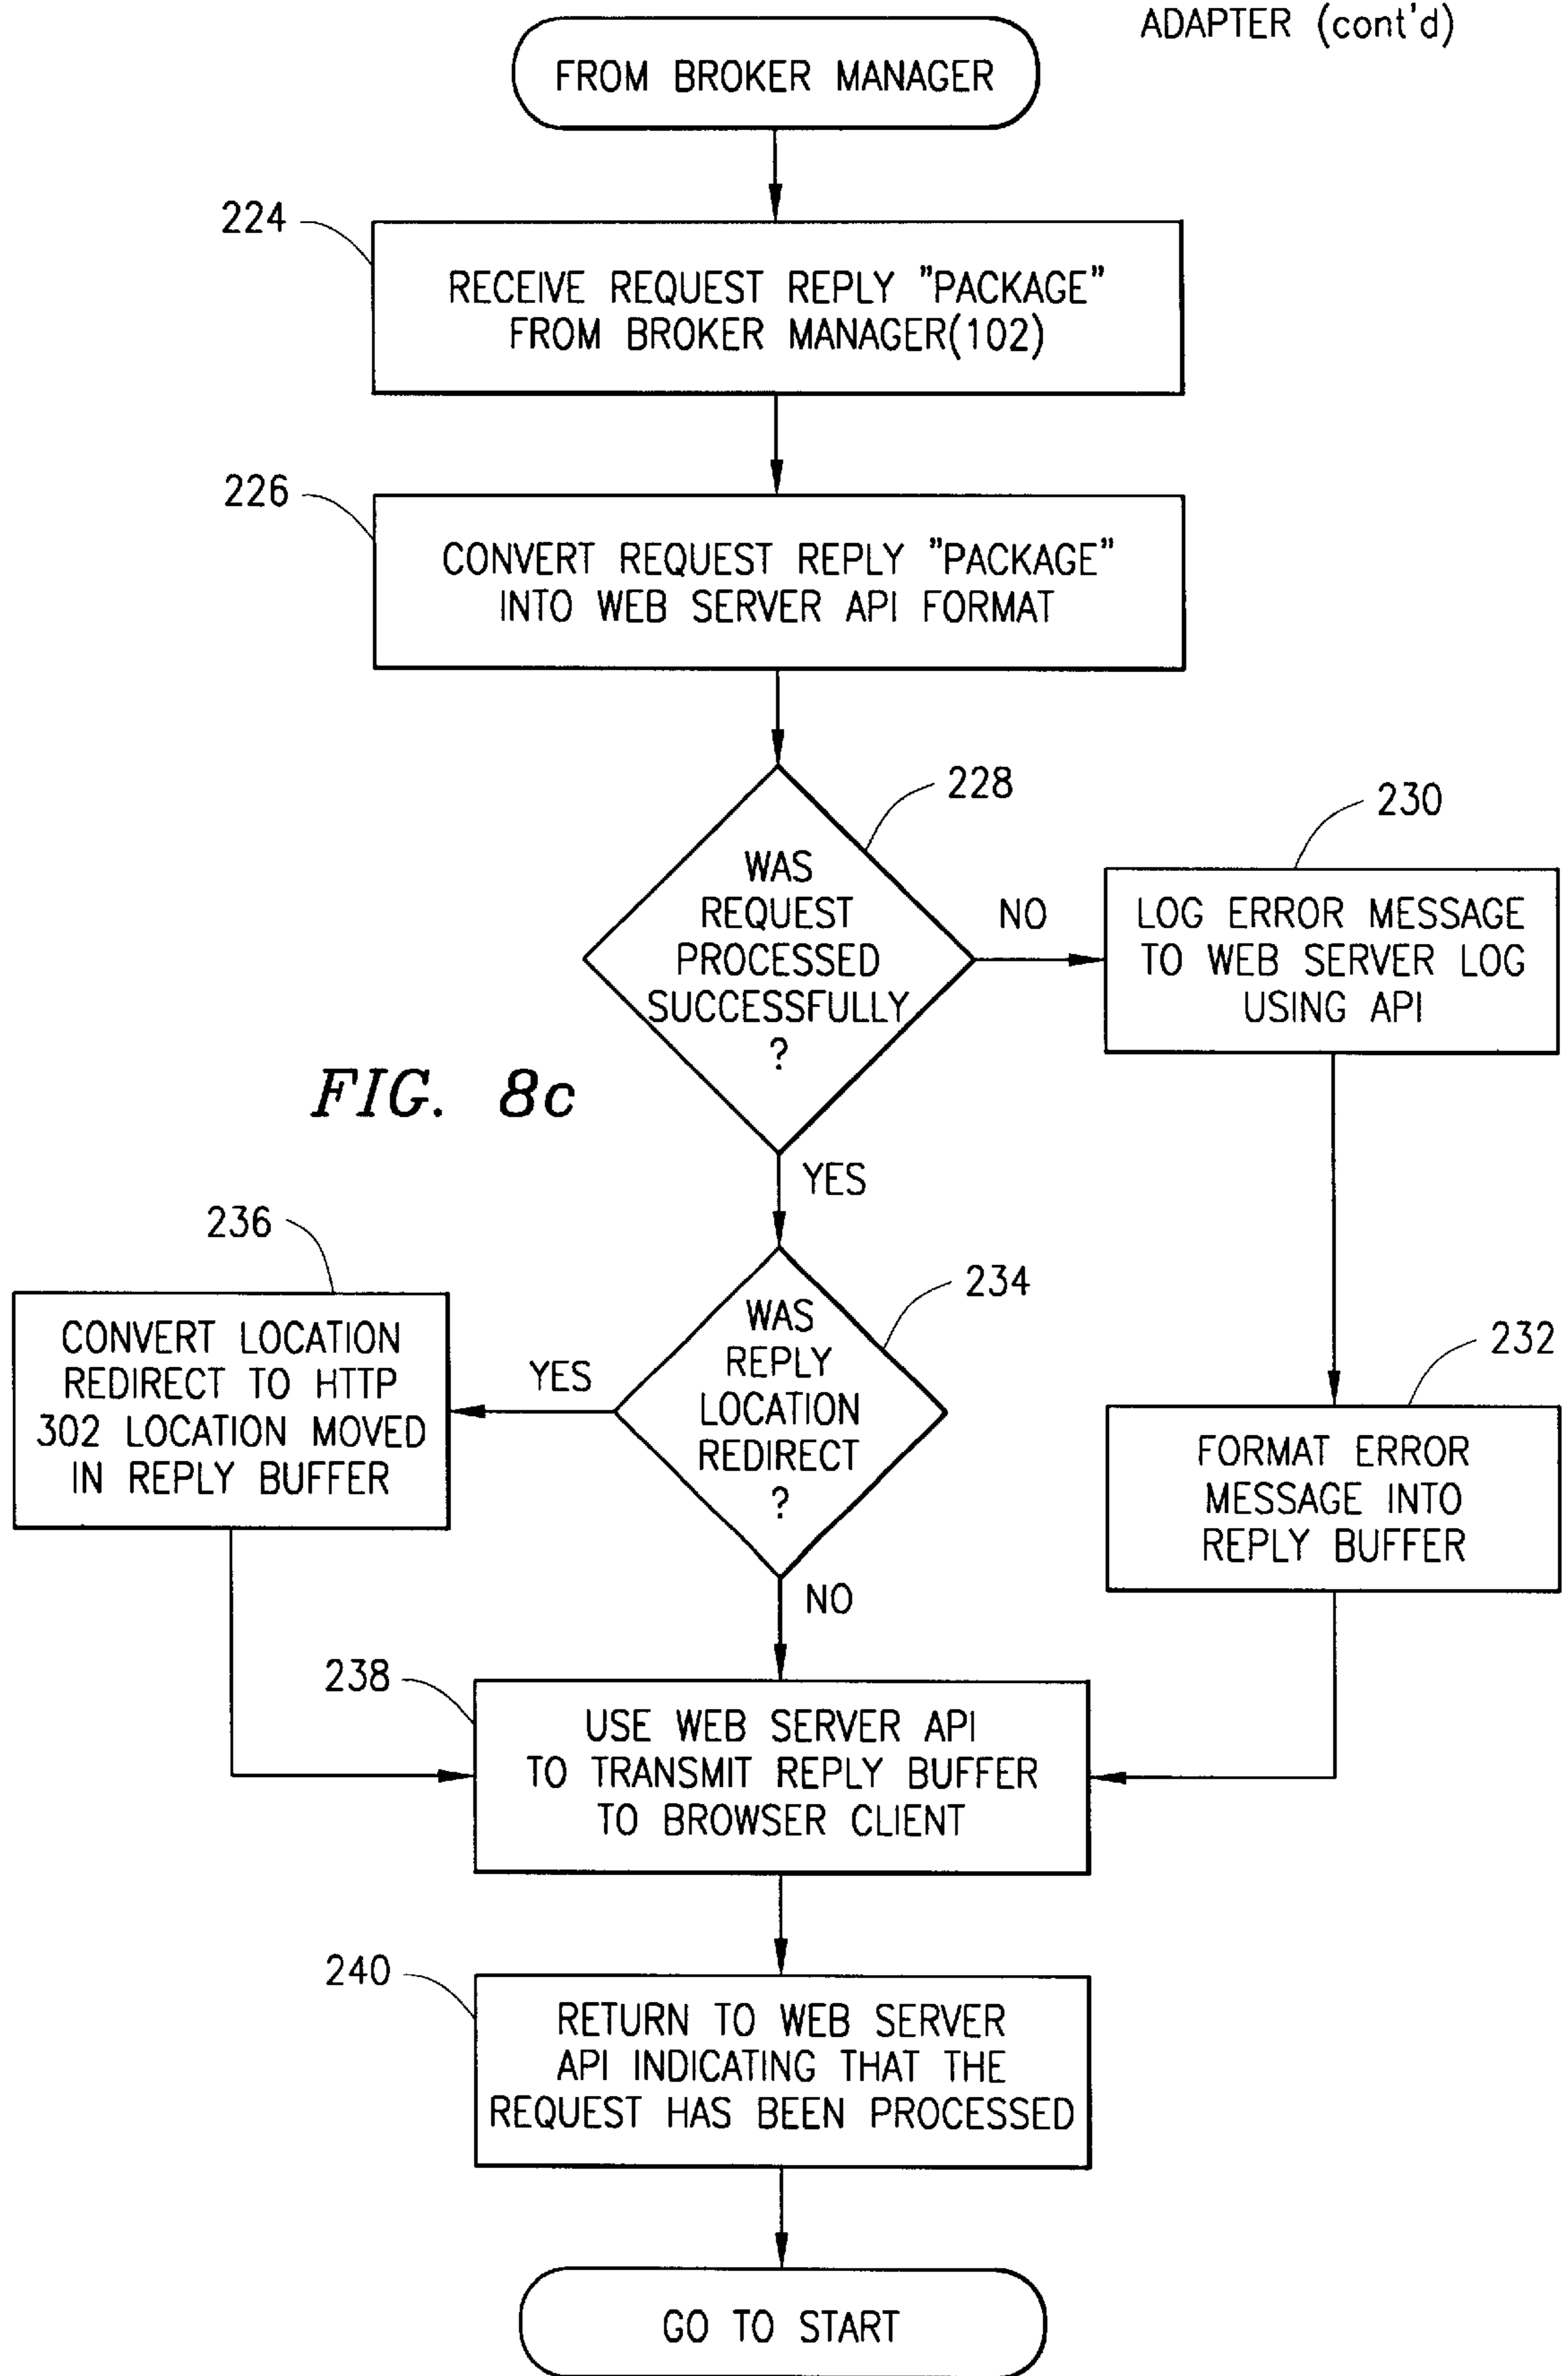 ADAPTER (cont'd)
FROM BROKER MANAGER
224
RECEIVE REQUEST REPLY "PACKAGE"
FROM BROKER MANAGER(102)
226
CONVERT REQUEST REPLY "PACKAGE"
INTO WEB SERVER API FORMAT
228
WAS
REQUEST
PROCESSED
SUCCESSFULLY
?
NO
230
LOG ERROR MESSAGE
TO WEB SERVER LOG
USING API
FIG. 8c
YES
236
CONVERT LOCATION
REDIRECT TO HTTP
302 LOCATION MOVED
IN REPLY BUFFER
YES
234
WAS
REPLY
LOCATION
REDIRECT
?
232
FORMAT ERROR
MESSAGE INTO
REPLY BUFFER
NO
238
USE WEB SERVER API
TO TRANSMIT REPLY BUFFER
TO BROWSER CLIENT
240
RETURN TO WEB SERVER
API INDICATING THAT THE
REQUEST HAS BEEN PROCESSED
GO TO START